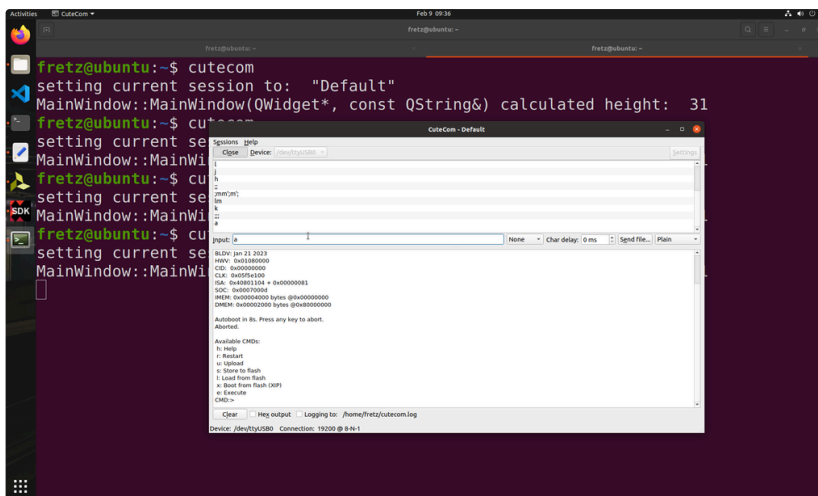 Activities CuteCom Feb 9 09:36
fretz@ubuntu: ~
fretz@ubuntu: ~ fretz@ubuntu: ~
fretz@ubuntu:~$ cutecom
setting current session to:  "Default"
MainWindow::MainWindow(QWidget*, const QString&) calculated height:  31
fretz@ubuntu:~$ cutecom
setting current se
MainWindow::MainWi
fretz@ubuntu:~$ cu
setting current se
MainWindow::MainWi
fretz@ubuntu:~$ cu
setting current se
MainWindow::MainWi
SDK
CuteCom - Default
Sessions Help
Close Device: /dev/ttyUSB0 Settings
j
h
;;
;mm';m';
lm
k
;;;
a
Input: a None Char delay: 0 ms Send file... Plain
BLDV: Jan 21 2023
HWV: 0x01080000
CID: 0x00000000
CLK: 0x05f5e100
ISA: 0x40801104 + 0x00000081
SOC: 0x0007000d
IMEM: 0x00004000 bytes @0x00000000
DMEM: 0x00002000 bytes @0x80000000
Autoboot in 8s. Press any key to abort.
Aborted.
Available CMDs:
h: Help
r: Restart
u: Upload
s: Store to flash
l: Load from flash
x: Boot from flash (XIP)
e: Execute
CMD:>
Clear Hex output Logging to: /home/fretz/cutecom.log
Device: /dev/ttyUSB0 Connection: 19200 @ 8-N-1